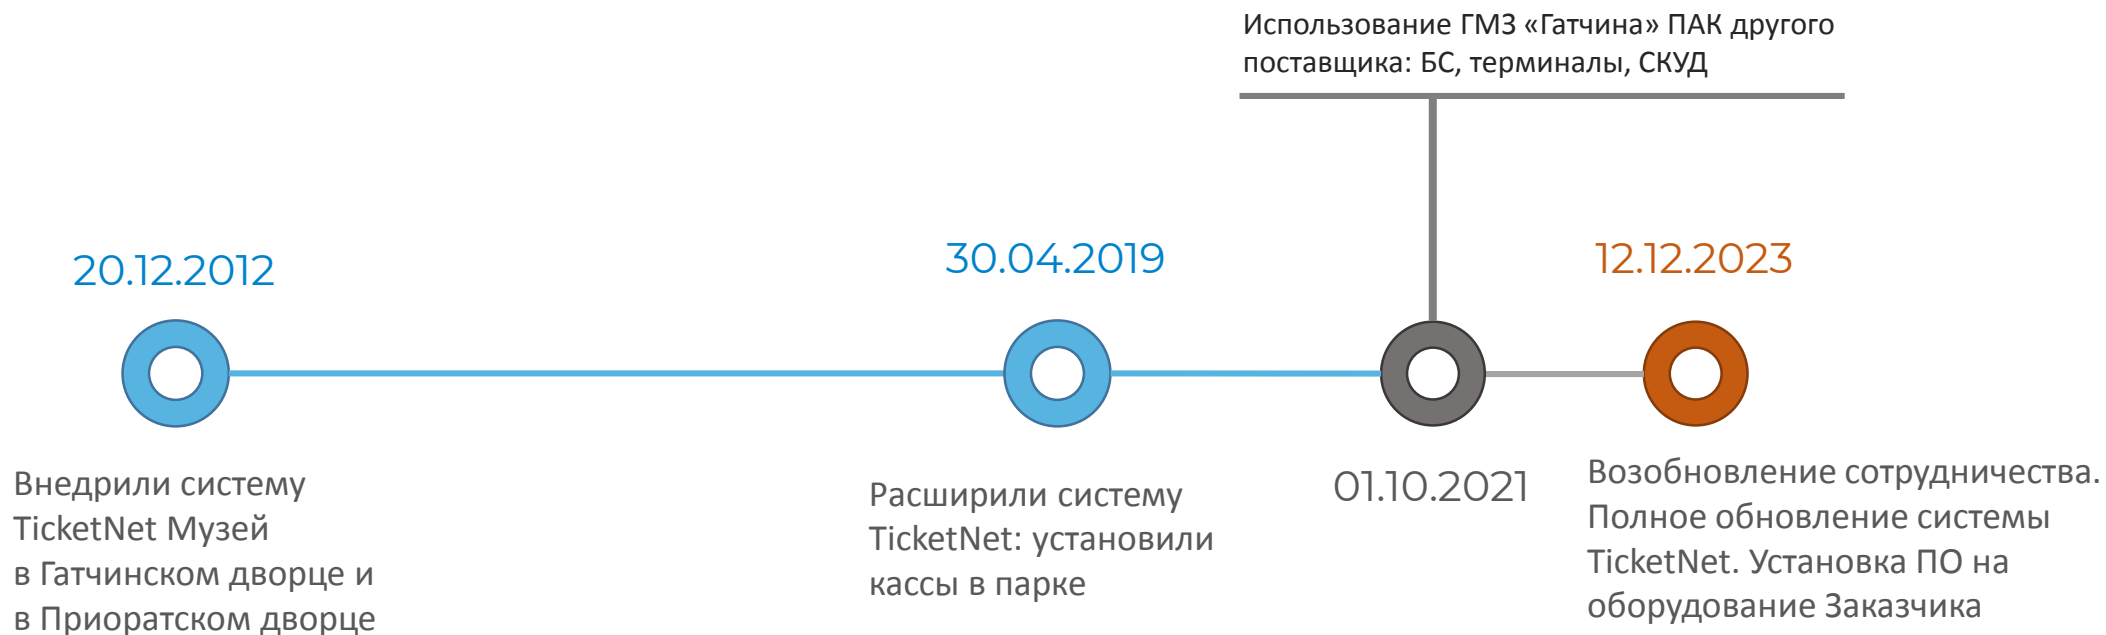 Использование ГМЗ «Гатчина» ПАК другого
поставщика: БС, терминалы, СКУД
20.12.2012
30.04.2019
12.12.2023
Внедрили систему
TicketNet Музей
в Гатчинском дворце и
в Приоратском дворце
Расширили систему
TicketNet: установили
кассы в парке
01.10.2021
Возобновление сотрудничества.
Полное обновление системы
TicketNet. Установка ПО на
оборудование Заказчика